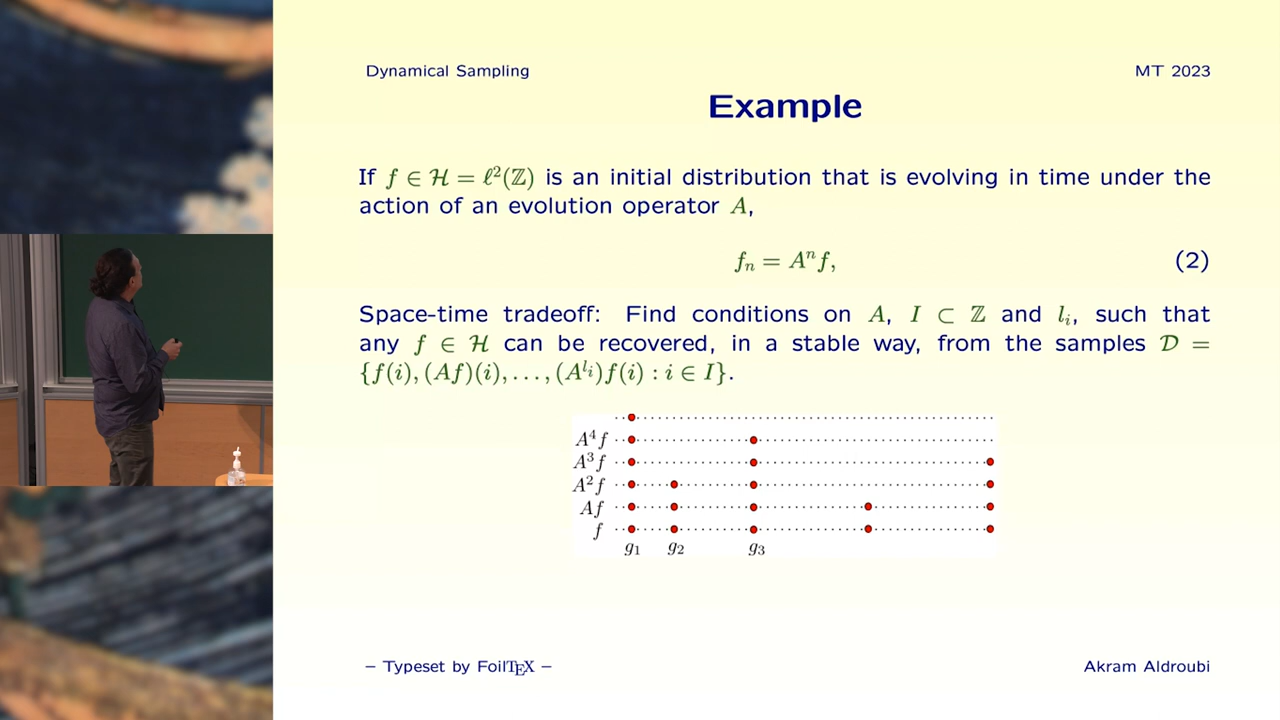 Dynamical Sampling MT 2023
Example
If f ∈ ℋ = ℓ²(ℤ) is an initial distribution that is evolving in time under the
action of an evolution operator A,
fₙ = Aⁿf, (2)
Space-time tradeoff: Find conditions on A, I ⊂ ℤ and lᵢ, such that
any f ∈ ℋ can be recovered, in a stable way, from the samples 𝒟 =
{f(i), (Af)(i), . . . , (A^{lᵢ})f(i) : i ∈ I}.
A⁴f
A³f
A²f
Af
f
g₁ g₂ g₃
– Typeset by FoilTEX – Akram Aldroubi